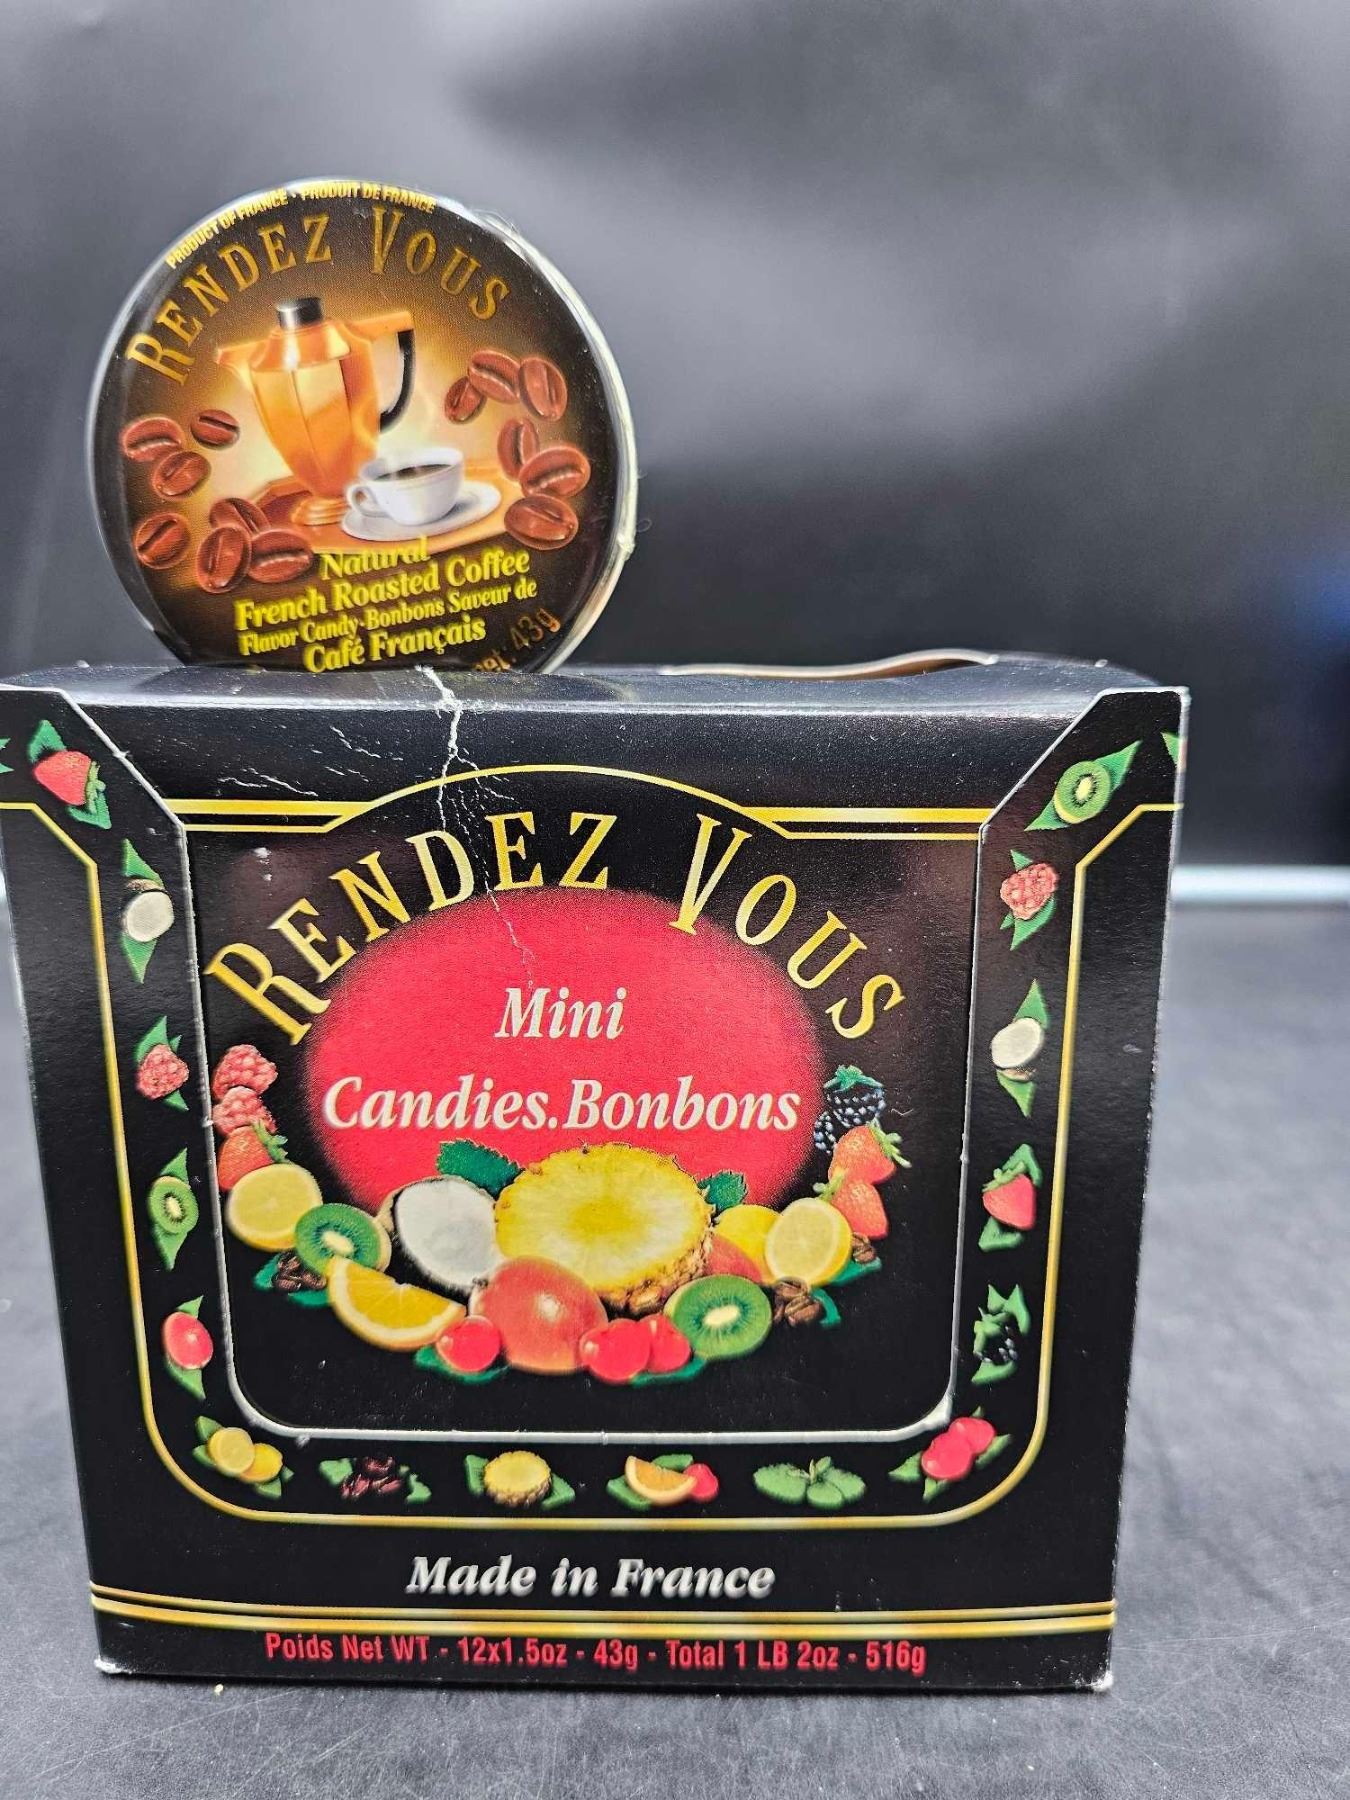 PRODUCT OF FRANCE • PRODUIT DE FRANCE
RENDEZ VOUS
Natural
French Roasted Coffee
Flavor Candy•Bonbons Saveur de
Café Français
43g
RENDEZ VOUS
Mini
Candies.Bonbons
Made in France
Poids Net WT - 12x1.5oz - 43g - Total 1 LB 2oz - 516g